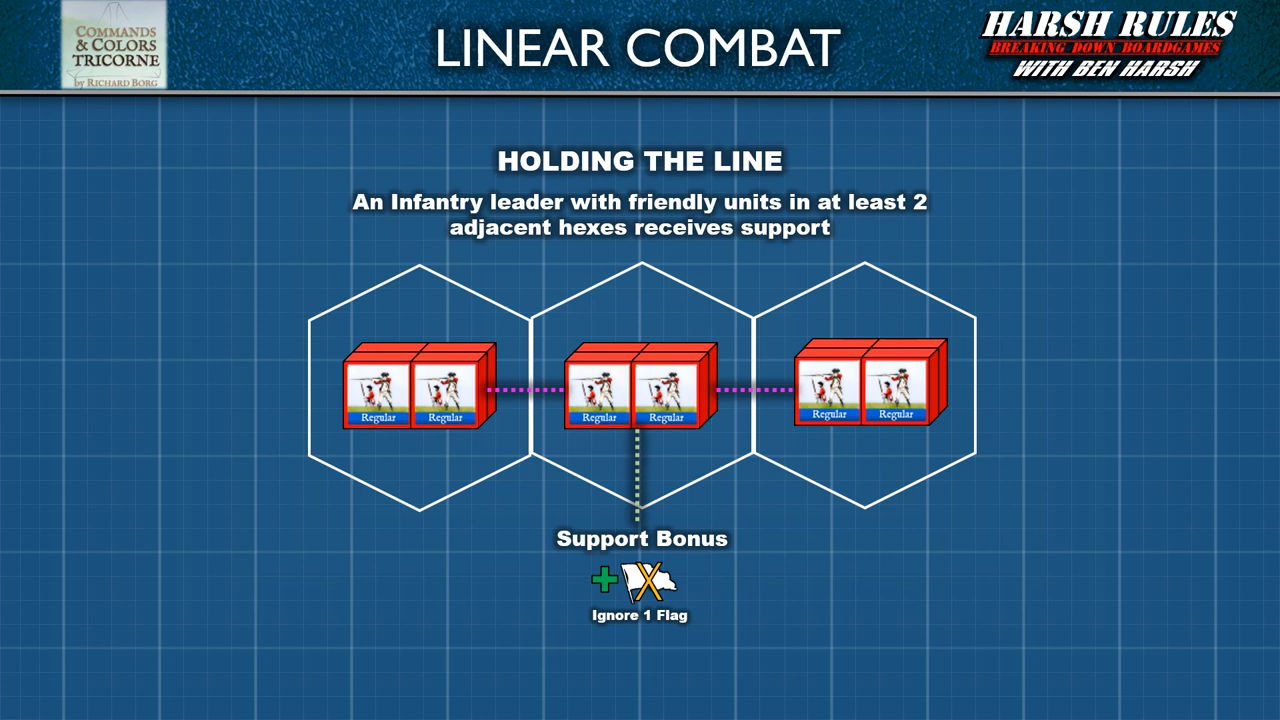 COMMANDS
& COLORS
TRICORNE
by RICHARD BORG
LINEAR COMBAT
HARSH RULES
BREAKING DOWN BOARDGAMES
WITH BEN HARSH
HOLDING THE LINE
An Infantry leader with friendly units in at least 2
adjacent hexes receives support
Regular Regular
Regular Regular
Regular Regular
Support Bonus
Ignore 1 Flag